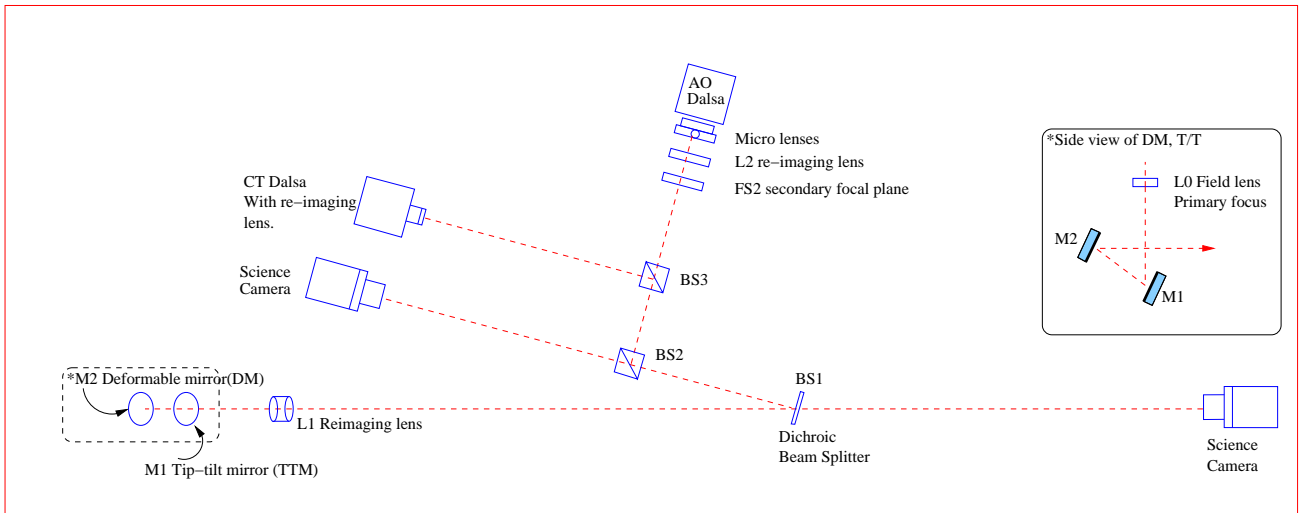 AO
Dalsa
Micro lenses
L2 re−imaging lens
FS2 secondary focal plane
CT Dalsa
With re−imaging
lens.
Science
Camera
BS3
BS2
BS1
Dichroic
Beam Splitter
*M2 Deformable mirror(DM)
L1 Reimaging lens
M1 Tip−tilt mirror (TTM)
Science
Camera
*Side view of DM, T/T
L0 Field lens
Primary focus
M2
M1